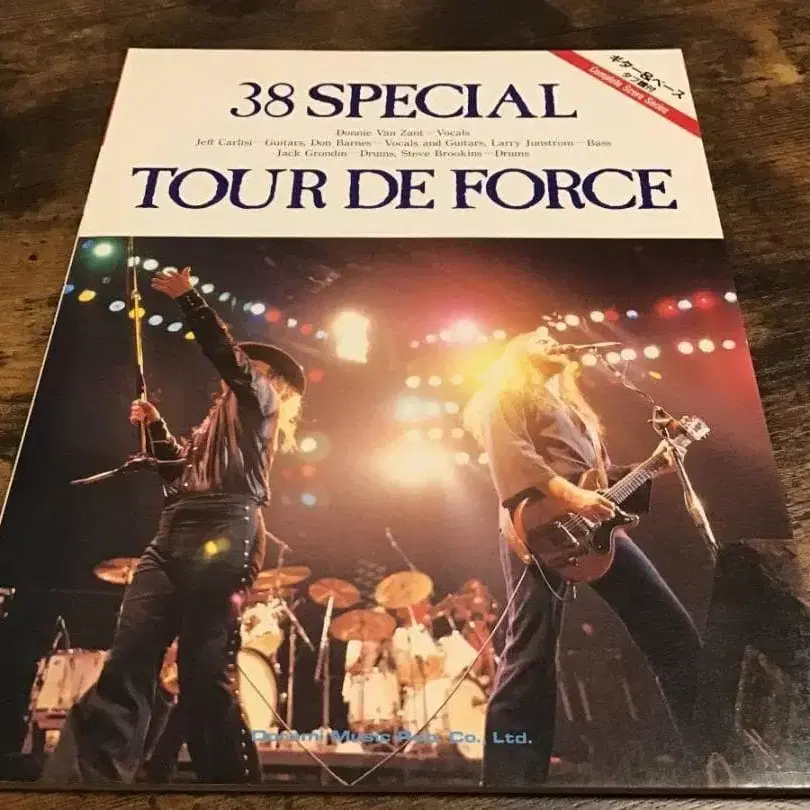 38 SPECIAL
Donnie Van Zant—Vocals
Jeff Carlisi—Guitars, Don Barnes—Vocals and Guitars, Larry Junstrom—Bass
Jack Grondin—Drums, Steve Brookins—Drums
TOUR DE FORCE
ギター&ベース
タブ譜付
Complete Score Series
Music Pub. Co., Ltd.